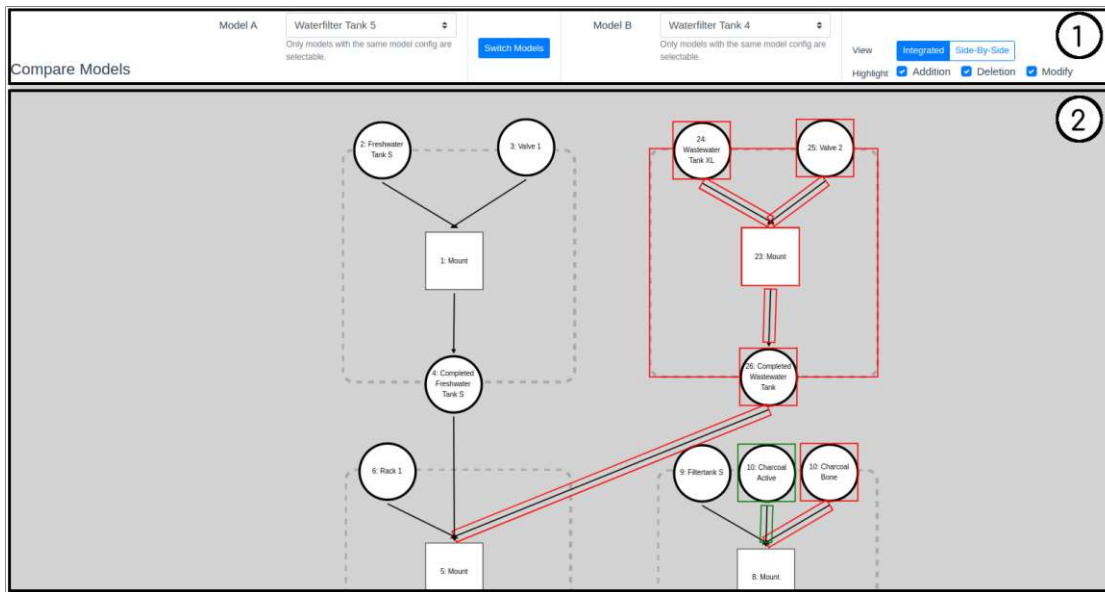 Model A
Waterfilter Tank 5
Only models with the same model config are
selectable.
Switch Models
Model B
Waterfilter Tank 4
Only models with the same model config are
selectable.
View
Integrated
Side-By-Side
Highlight
Addition
Deletion
Modify
Compare Models
1
2
2: Freshwater
Tank S
3: Valve 1
24:
Wastewater
Tank XL
25: Valve 2
1: Mount
23: Mount
4: Completed
Freshwater
Tank S
26: Completed
Wastewater
Tank
6: Rack 1
9: Filtertank S
10: Charcoal
Active
10: Charcoal
Bone
5: Mount
8: Mount